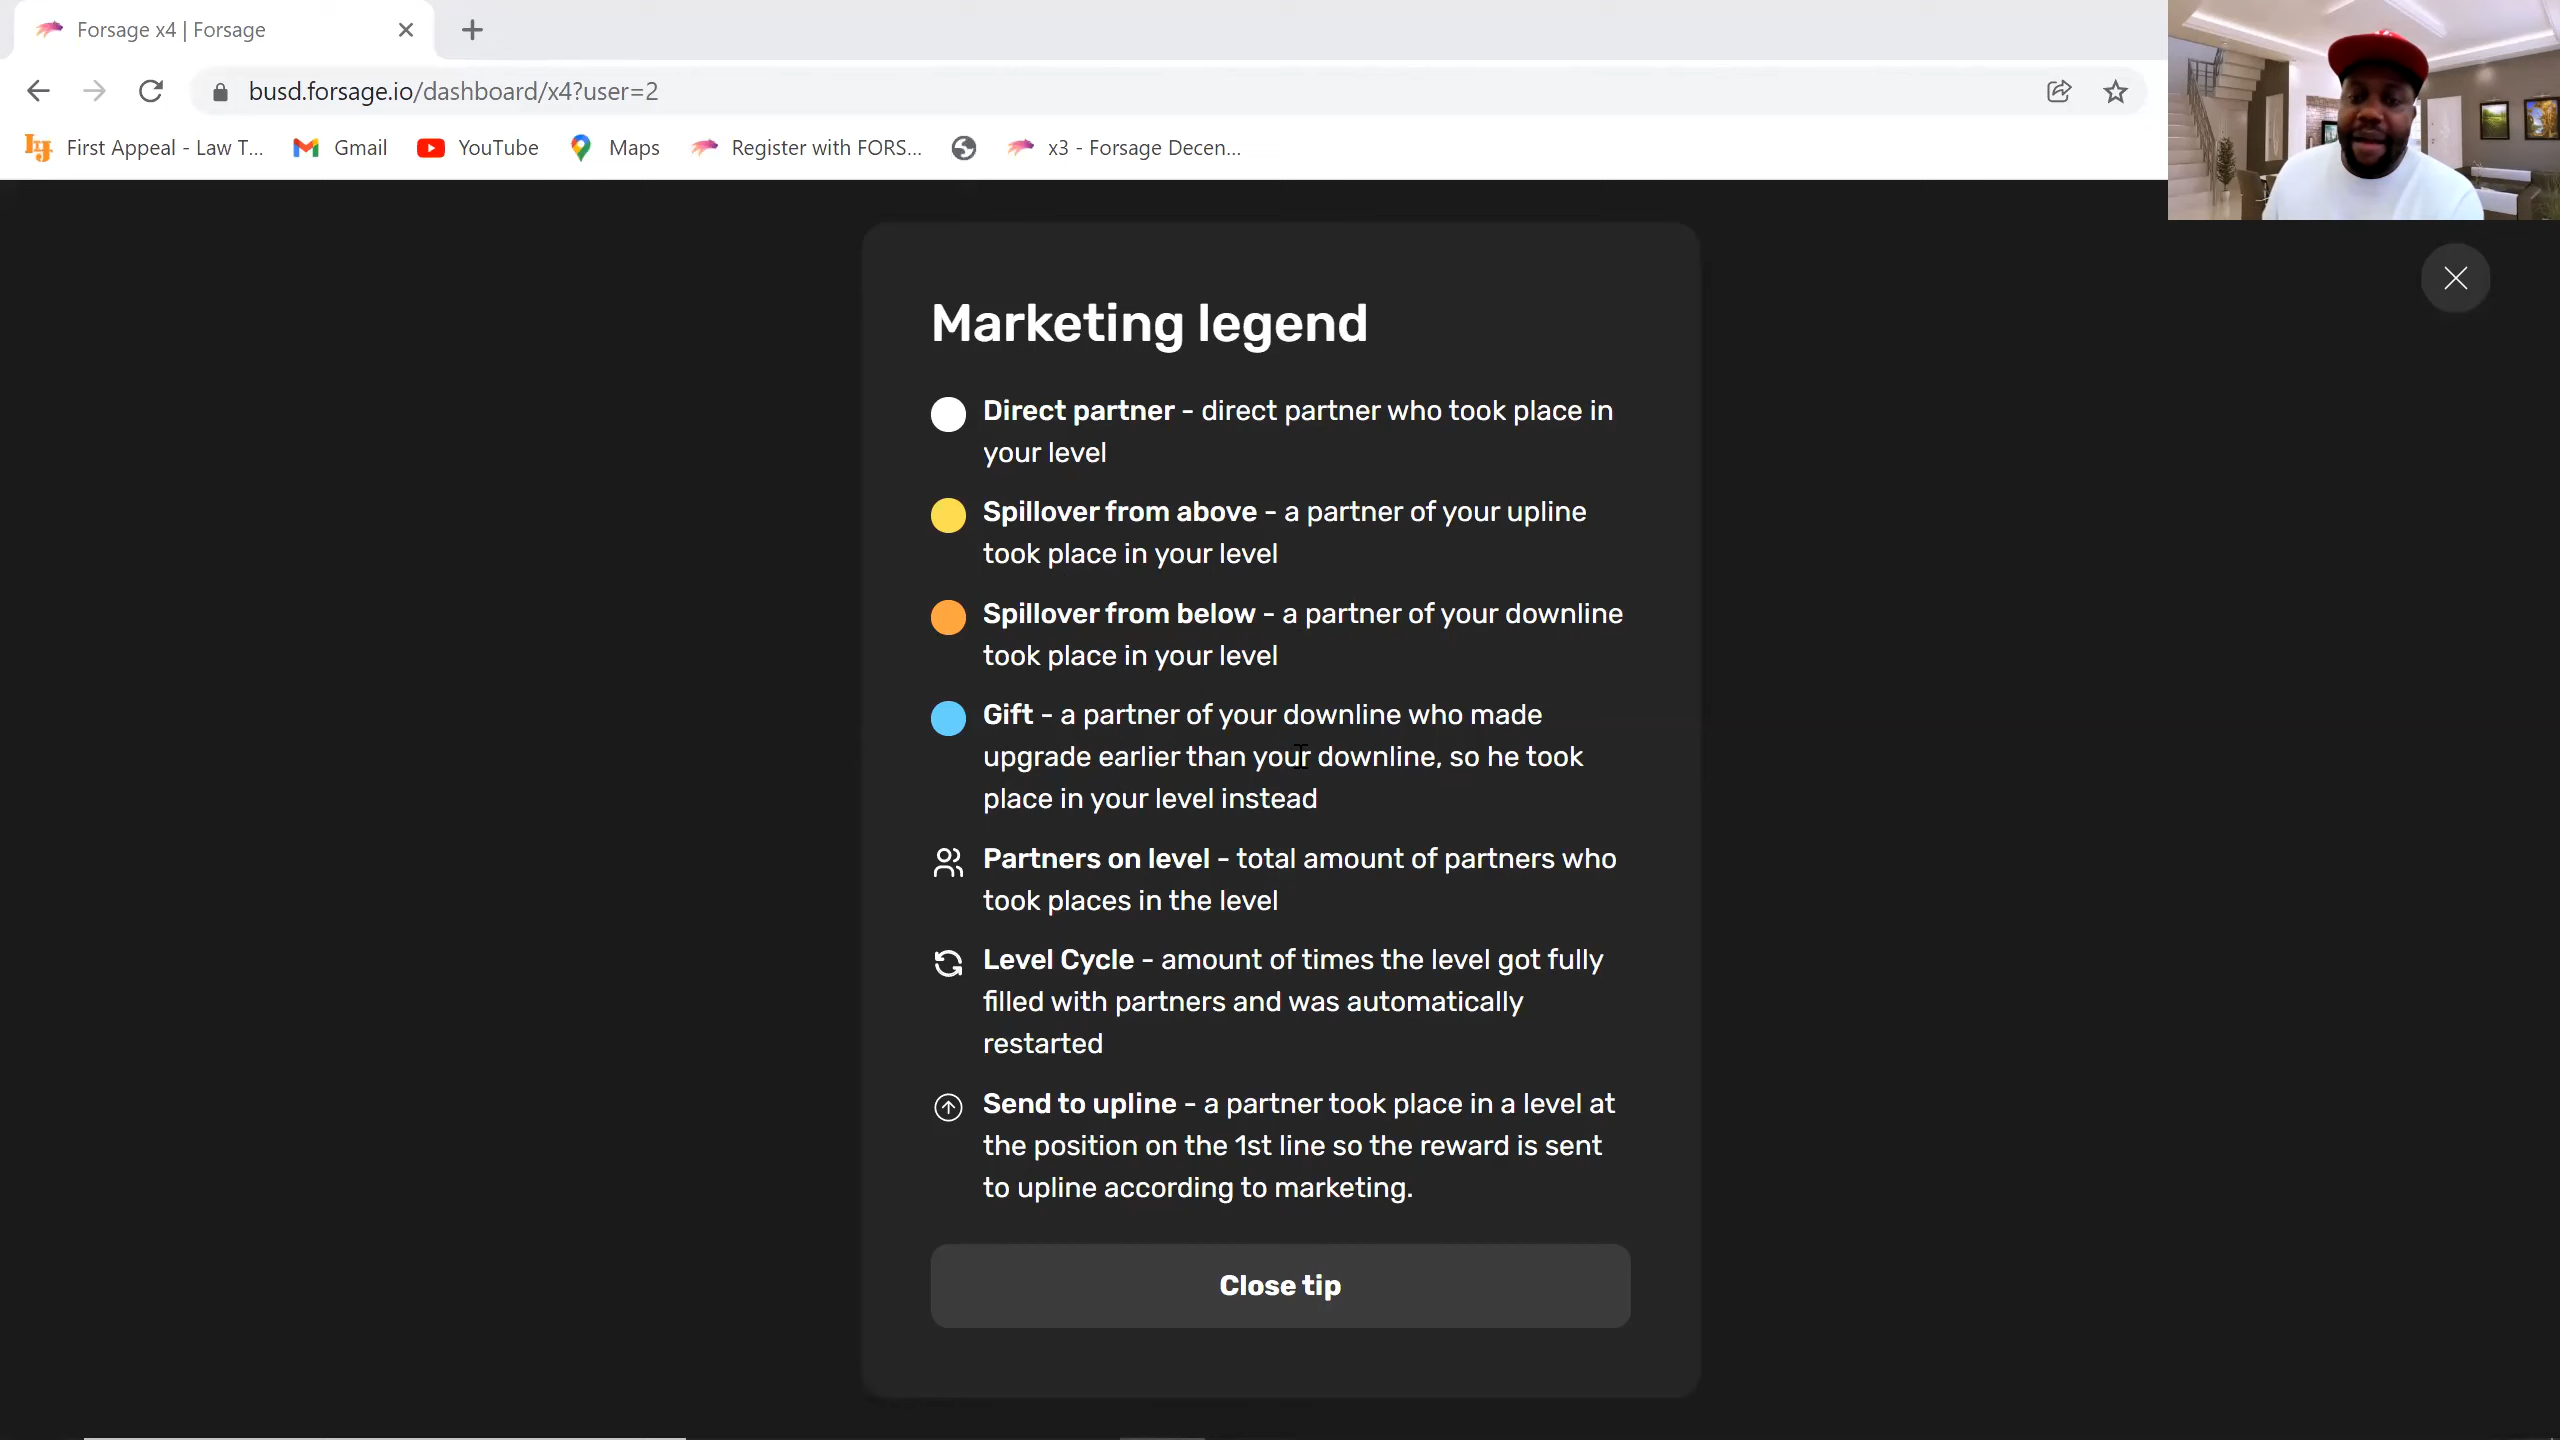 Forsage x4 | Forsage
busd.forsage.io/dashboard/x4?user=2
First Appeal - Law T... Gmail YouTube Maps Register with FORS... x3 - Forsage Decen...
Marketing legend
Direct partner - direct partner who took place in
your level
Spillover from above - a partner of your upline
took place in your level
Spillover from below - a partner of your downline
took place in your level
Gift - a partner of your downline who made
upgrade earlier than your downline, so he took
place in your level instead
Partners on level - total amount of partners who
took places in the level
Level Cycle - amount of times the level got fully
filled with partners and was automatically
restarted
Send to upline - a partner took place in a level at
the position on the 1st line so the reward is sent
to upline according to marketing.
Close tip